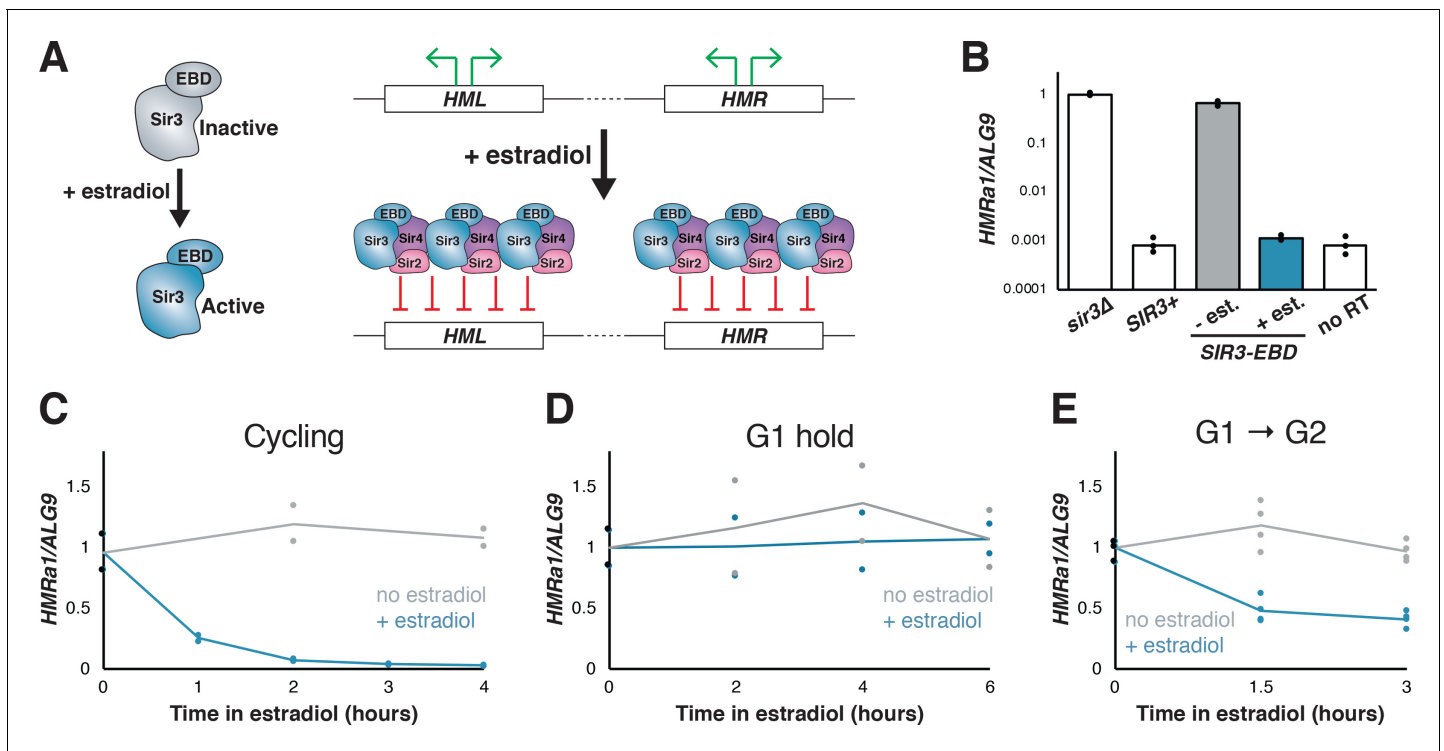 A
EBD
Sir3
Inactive
+ estradiol
EBD
Sir3
Active
HML
HMR
+ estradiol
EBD EBD EBD EBD EBD EBD
Sir3 Sir4 Sir3 Sir4 Sir3 Sir4 Sir3 Sir4 Sir3 Sir4 Sir3 Sir4
Sir2 Sir2 Sir2 Sir2 Sir2 Sir2
HML
HMR
B
HMRa1/ALG9
1
0.1
0.01
0.001
0.0001
sir3Δ
SIR3+
- est.
+ est.
no RT
SIR3-EBD
C
Cycling
HMRa1/ALG9
1.5
1
0.5
0
no estradiol
+ estradiol
0 1 2 3 4
Time in estradiol (hours)
D
G1 hold
HMRa1/ALG9
1.5
1
0.5
0
no estradiol
+ estradiol
0 2 4 6
Time in estradiol (hours)
E
G1 → G2
HMRa1/ALG9
1.5
1
0.5
0
no estradiol
+ estradiol
0 1.5 3
Time in estradiol (hours)